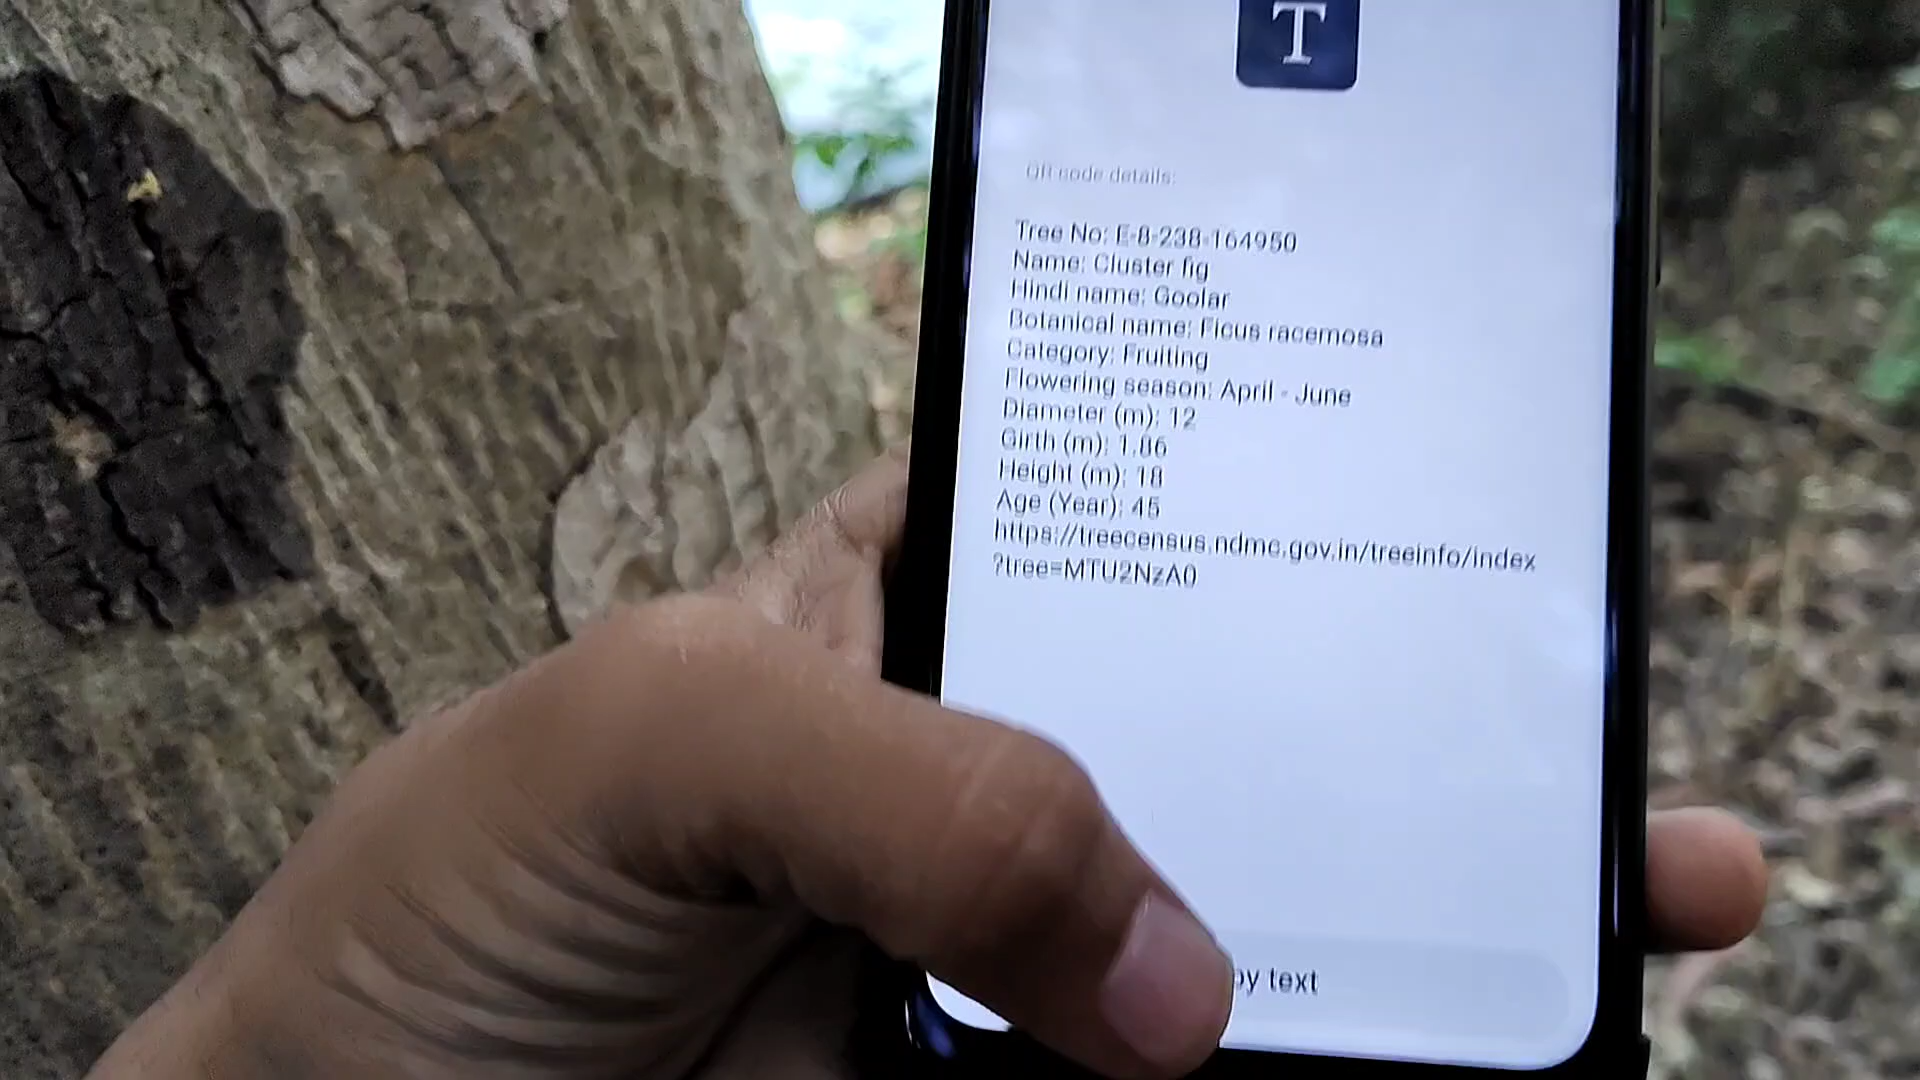 T
QR code details:
Tree No: E-8-238-164950
Name: Cluster fig
Hindi name: Goolar
Botanical name: Ficus racemosa
Category: Fruiting
Flowering season: April - June
Diameter (m): 12
Girth (m): 1.86
Height (m): 18
Age (Year): 45
https://treecensus.ndmc.gov.in/treeinfo/index
?tree=MTU2NzA0
py text